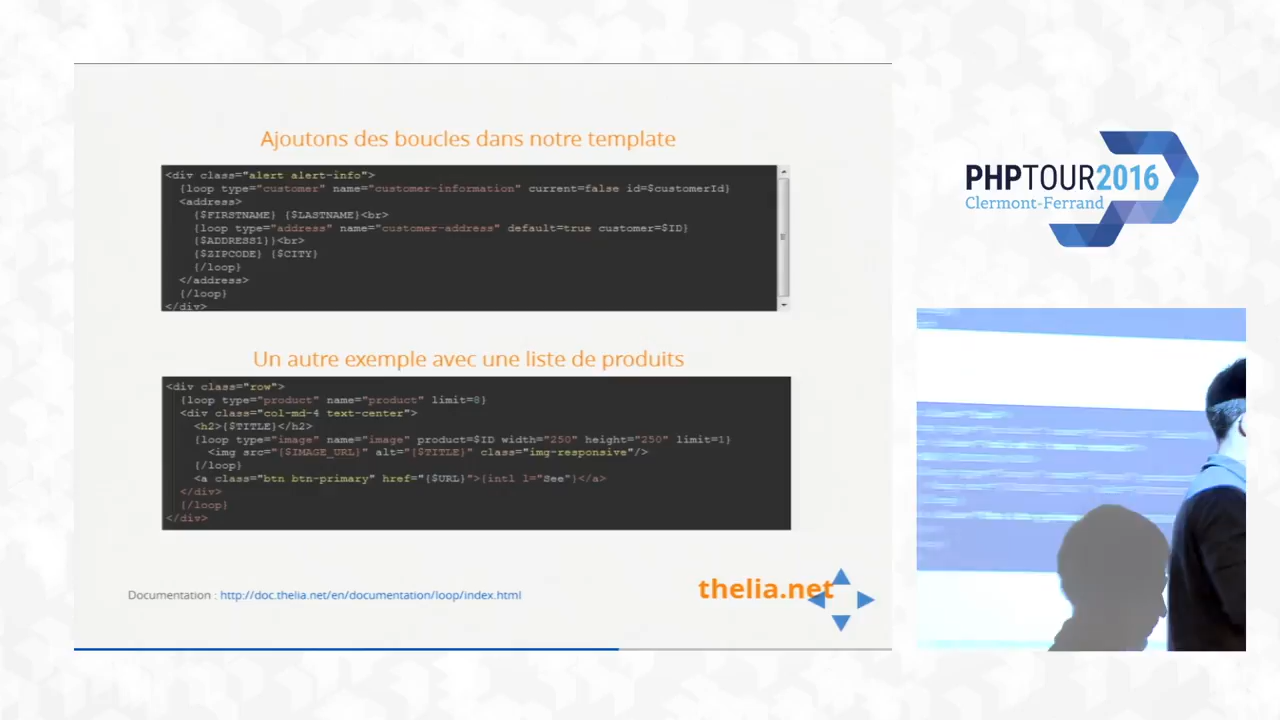 Ajoutons des boucles dans notre template
<div class="alert alert-info">
{loop type="customer" name="customer-information" current=false id=$customerId}
<address>
{$FIRSTNAME} {$LASTNAME}<br>
{loop type="address" name="customer-address" default=true customer=$ID}
{$ADDRESS1}}<br>
{$ZIPCODE} {$CITY}
{/loop}
</address>
{/loop}
</div>
Un autre exemple avec une liste de produits
<div class="row">
{loop type="product" name="product" limit=8}
<div class="col-md-4 text-center">
<h2>{$TITLE}</h2>
{loop type="image" name="image" product=$ID width="250" height="250" limit=1}
<img src="{$IMAGE_URL}" alt="{$TITLE}" class="img-responsive"/>
{/loop}
<a class="btn btn-primary" href="{$URL}">{intl l="See"}</a>
</div>
{/loop}
</div>
Documentation : http://doc.thelia.net/en/documentation/loop/index.html
thelia.net
PHPTOUR2016
Clermont-Ferrand